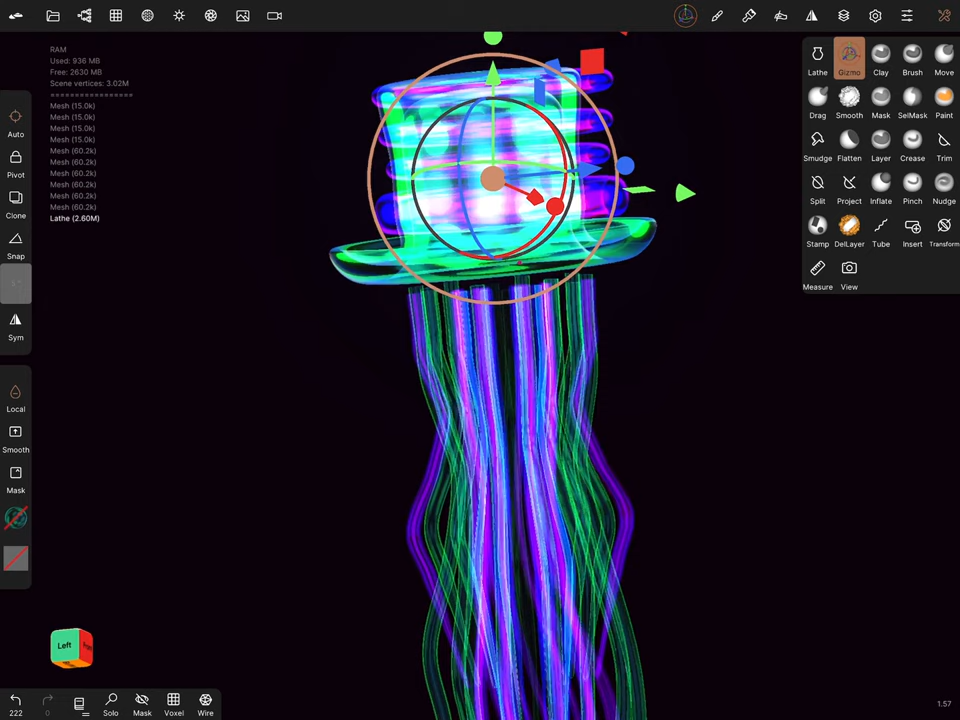 RAM
Used: 936 MB
Free: 2630 MB
Scene vertices: 3.02M
=================
Mesh (15.0k)
Mesh (15.0k)
Mesh (15.0k)
Mesh (15.0k)
Mesh (60.2k)
Mesh (60.2k)
Mesh (60.2k)
Mesh (60.2k)
Mesh (60.2k)
Mesh (60.2k)
Lathe (2.60M)
Auto
Pivot
Clone
Snap
Sym
Local
Smooth
Mask
Lathe Gizmo Clay Brush Move
Drag Smooth Mask SelMask Paint
Smudge Flatten Layer Crease Trim
Split Project Inflate Pinch Nudge
Stamp DelLayer Tube Insert Transform
Measure View
Left
222 0 Solo Mask Voxel Wire
1.57